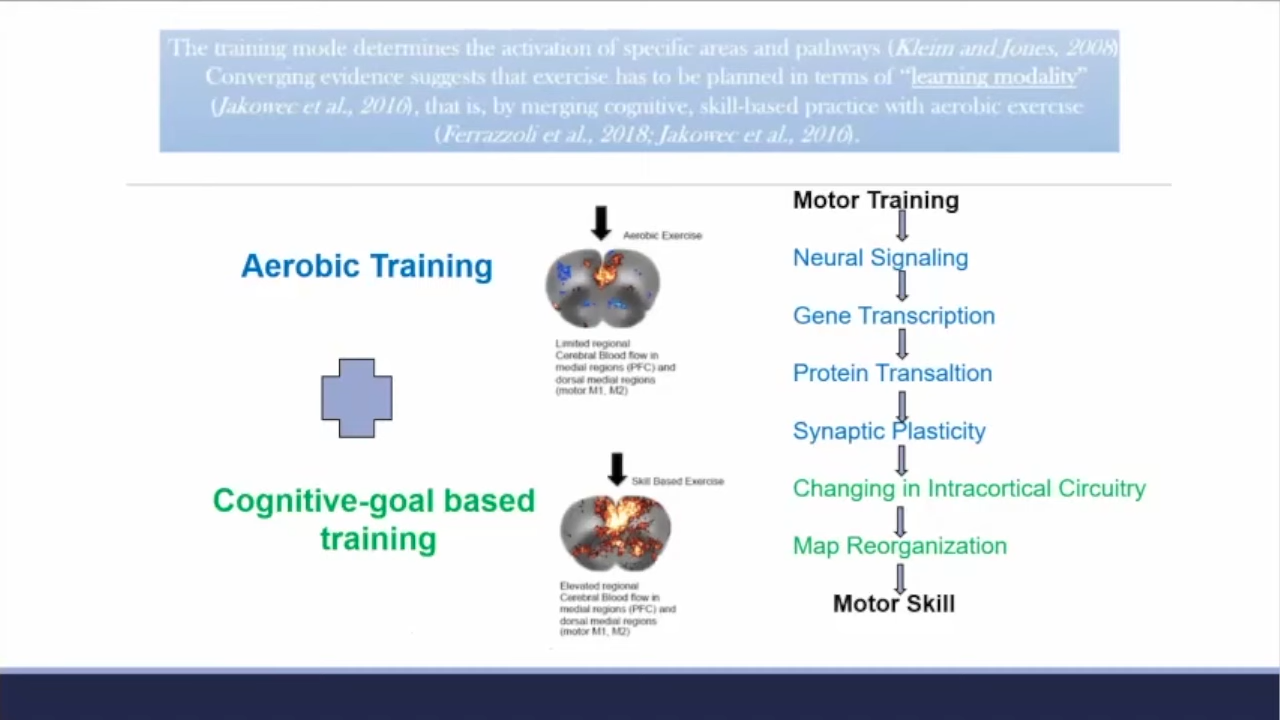 The training mode determines the activation of specific areas and pathways (Kleim and Jones, 2008)
Converging evidence suggests that exercise has to be planned in terms of “learning modality”
(Jakowec et al., 2016), that is, by merging cognitive, skill-based practice with aerobic exercise
(Ferrazzoli et al., 2018; Jakowec et al., 2016).
Aerobic Training
Cognitive-goal based
training
Aerobic Exercise
Limited regional
Cerebral Blood flow in
medial regions (PFC) and
dorsal medial regions
(motor M1, M2)
Skill Based Exercise
Elevated regional
Cerebral Blood flow in
medial regions (PFC) and
dorsal medial regions
(motor M1, M2)
Motor Training
Neural Signaling
Gene Transcription
Protein Transaltion
Synaptic Plasticity
Changing in Intracortical Circuitry
Map Reorganization
Motor Skill